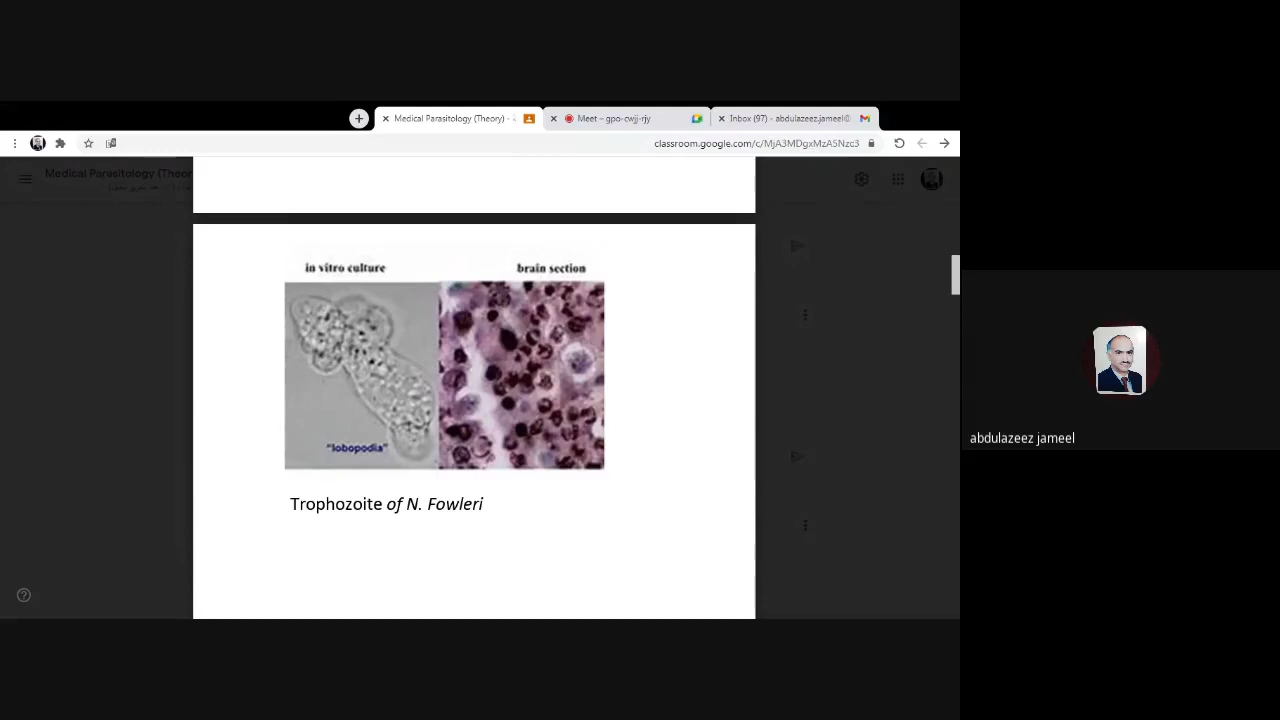 Medical Parasitology (Theory) -
Meet – gpo-cwjj-rjy
Inbox (97) - abdulazeez.jameel@
classroom.google.com/c/MjA3MDgxMzA5Nzc3
Medical Parasitology (Theor
in vitro culture
brain section
"lobopodia"
Trophozoite of N. Fowleri
abdulazeez jameel